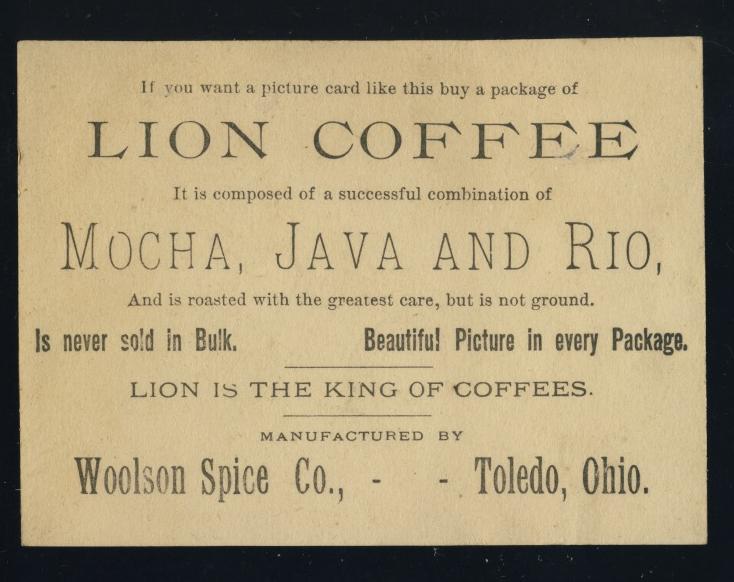 If you want a picture card like this buy a package of
LION COFFEE
It is composed of a successful combination of
MOCHA, JAVA AND RIO,
And is roasted with the greatest care, but is not ground.
Is never sold in Bulk. Beautiful Picture in every Package.
LION IS THE KING OF COFFEES.
MANUFACTURED BY
Woolson Spice Co., - - Toledo, Ohio.